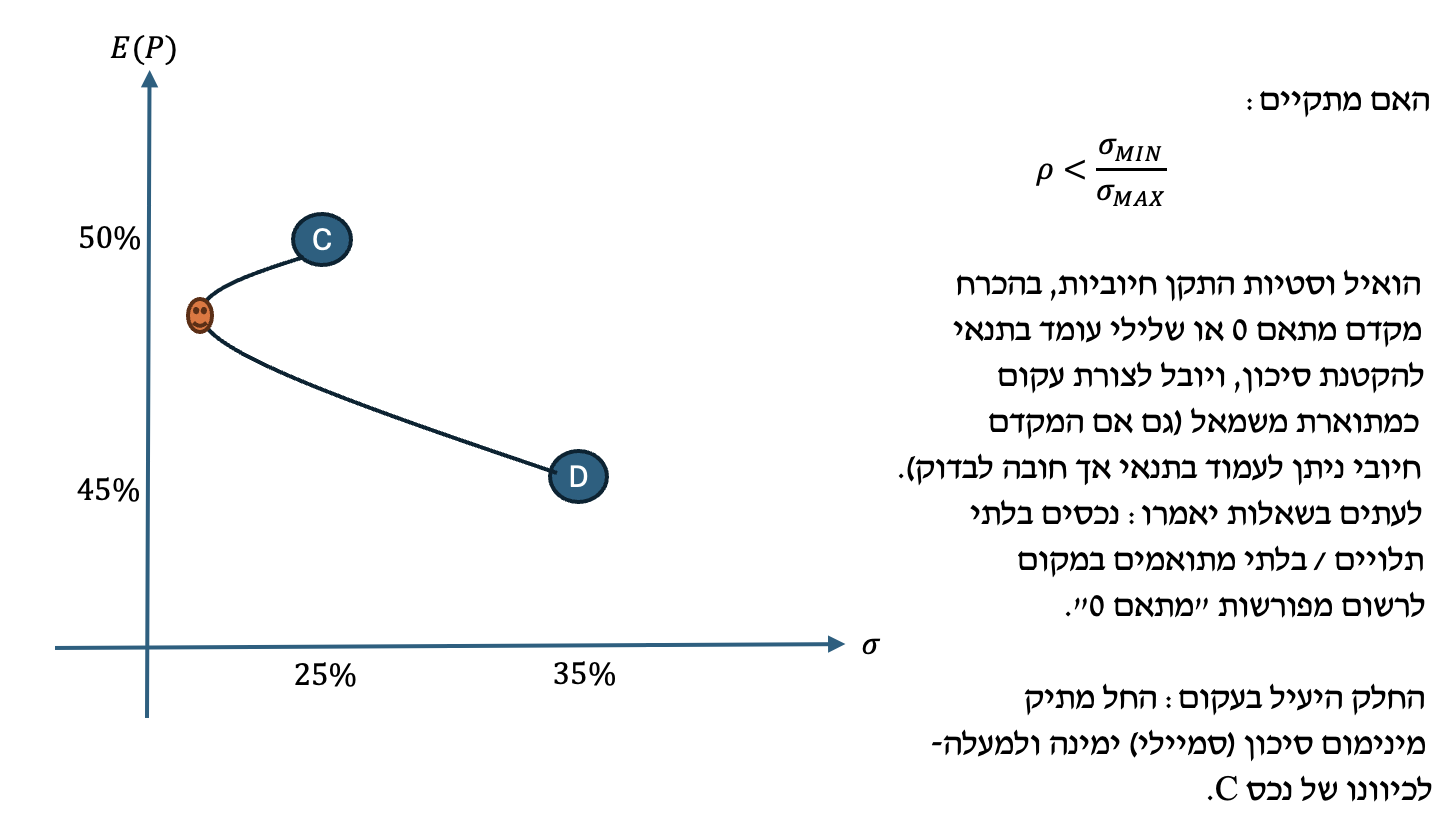 E(P)
50%
C
45%
D
25%
35%
σ
האם מתקיים:
ρ < σ_MIN / σ_MAX
הואיל וסטיות התקן חיוביות, בהכרח
מקדם מתאם 0 או שלילי עומד בתנאי
להקטנת סיכון, ויובל לצורת עקום
כמתוארת משמאל (גם אם המקדם
חיובי ניתן לעמוד בתנאי אך חובה לבדוק).
לעתים בשאלות יאמרו: נכסים בלתי
תלויים / בלתי מתואמים במקום
לרשום מפורשות "מתאם 0".
החלק היעיל בעקום: החל מתיק
מינימום סיכון (סמיילי) ימינה ולמעלה-
לכיוונו של נכס C.